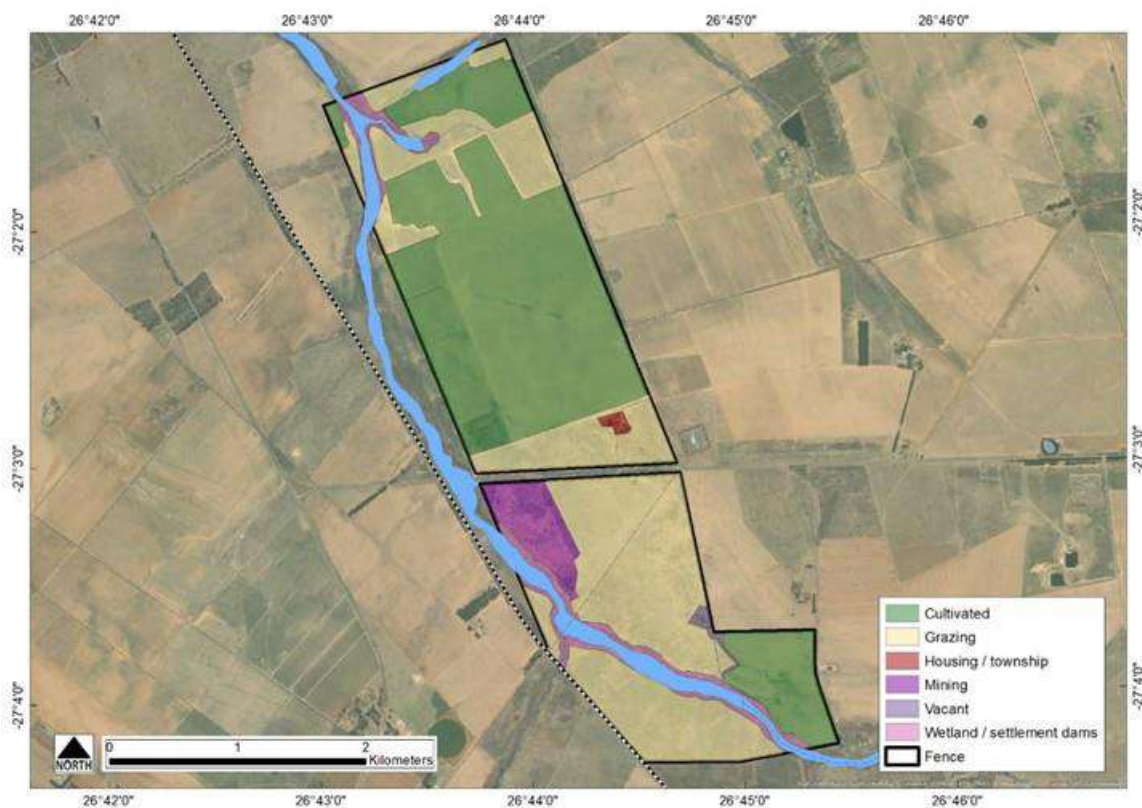 26°42'0" 26°43'0" 26°44'0" 26°45'0" 26°46'0"
-27°2'0" -27°2'0"
-27°3'0" -27°3'0"
-27°4'0" -27°4'0"
Cultivated
Grazing
Housing / township
Mining
Vacant
Wetland / settlement dams
Fence
NORTH
0 1 2
Kilometers
26°42'0" 26°43'0" 26°44'0" 26°45'0" 26°46'0"